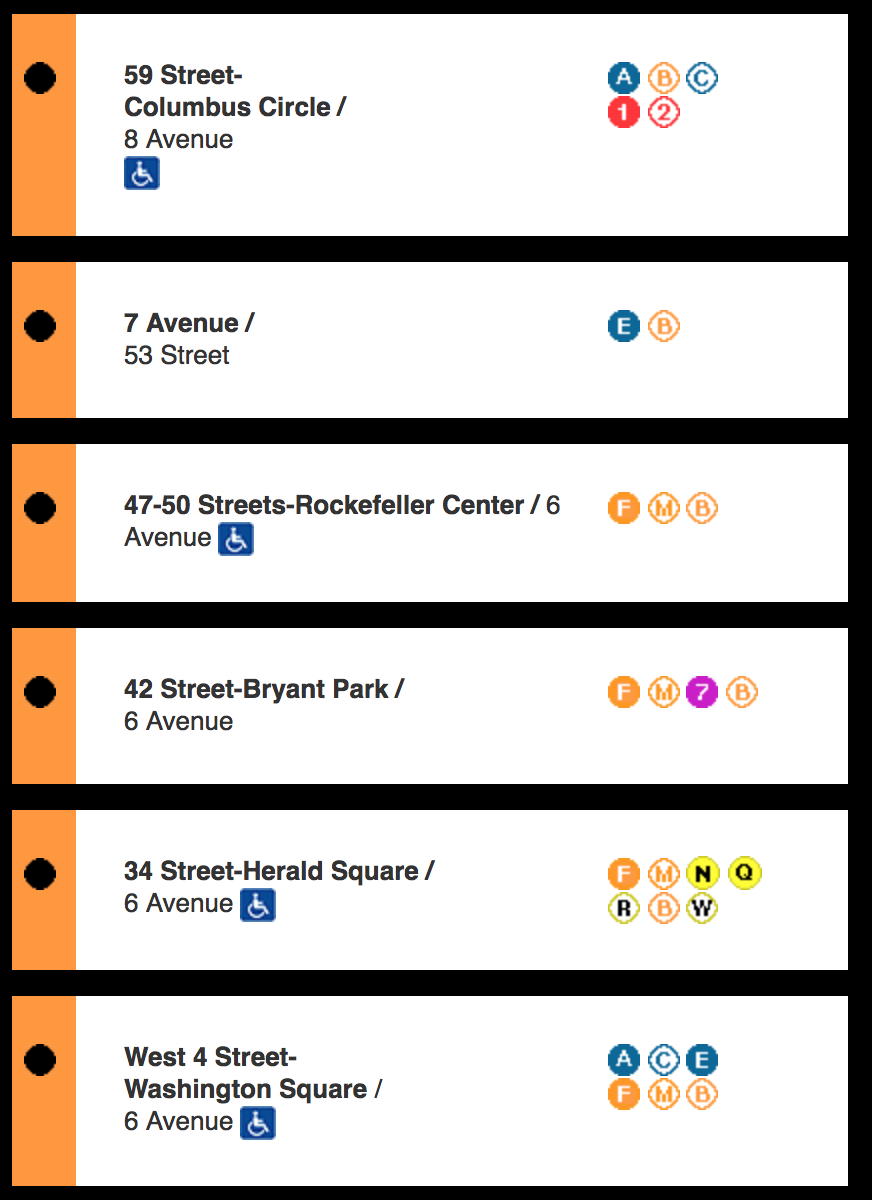 59 Street-
Columbus Circle /
8 Avenue
A B C
1 2
7 Avenue /
53 Street
E B
47-50 Streets-Rockefeller Center / 6
Avenue
F M B
42 Street-Bryant Park /
6 Avenue
F M 7 B
34 Street-Herald Square /
6 Avenue
F M N Q
R B W
West 4 Street-
Washington Square /
6 Avenue
A C E
F M B